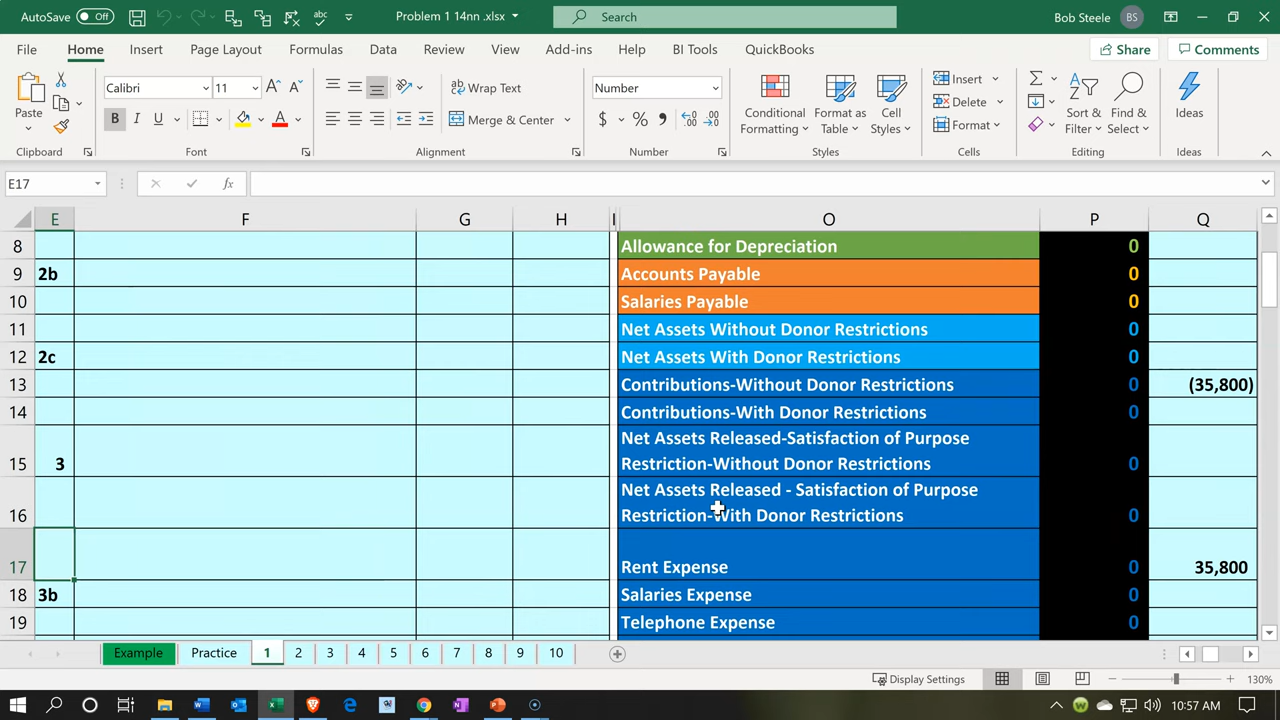 AutoSave Off Problem 1 14nn .xlsx Search Bob Steele BS
File Home Insert Page Layout Formulas Data Review View Add-ins Help BI Tools QuickBooks Share Comments
Paste Calibri 11 Wrap Text Number Conditional Formatting Format as Table Cell Styles Insert Sort & Filter Find & Select Ideas
B I U A Merge & Center $ % Delete
Format
Clipboard Font Alignment Number Styles Cells Editing Ideas
E17 fx
E F G H I O P Q
8 Allowance for Depreciation 0
9 2b Accounts Payable 0
10 Salaries Payable 0
11 Net Assets Without Donor Restrictions 0
12 2c Net Assets With Donor Restrictions 0
13 Contributions-Without Donor Restrictions 0 (35,800)
14 Contributions-With Donor Restrictions 0
Net Assets Released-Satisfaction of Purpose
15 3 Restriction-Without Donor Restrictions 0
Net Assets Released - Satisfaction of Purpose
16 Restriction-With Donor Restrictions 0
17 Rent Expense 0 35,800
18 3b Salaries Expense 0
19 Telephone Expense 0
Example Practice 1 2 3 4 5 6 7 8 9 10
Display Settings 130%
10:57 AM